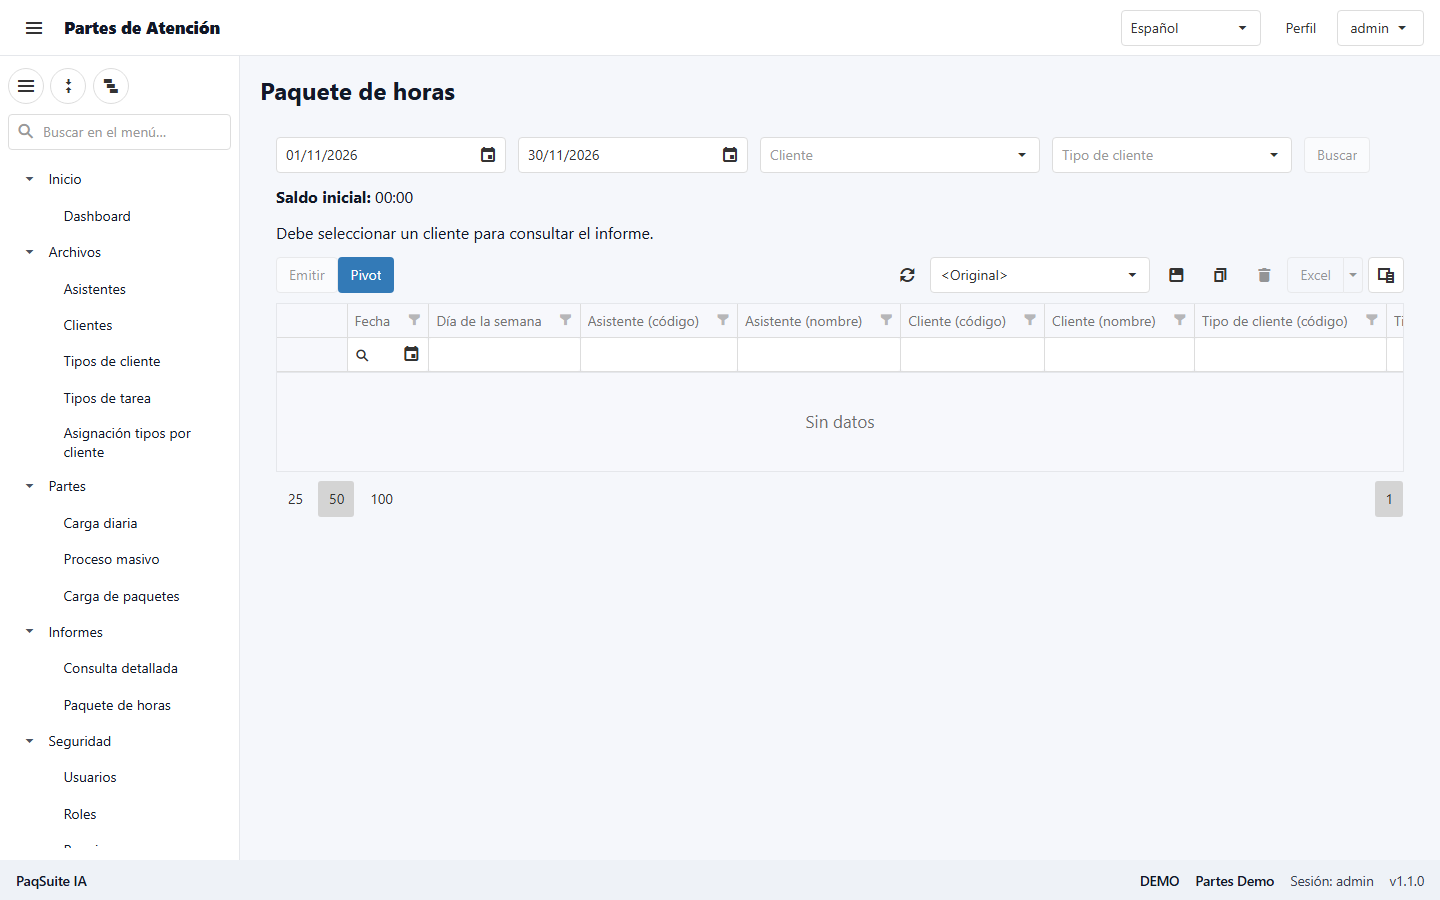 Partes de Atención
Español
Perfil
admin
Buscar en el menú...
Inicio
Dashboard
Archivos
Asistentes
Clientes
Tipos de cliente
Tipos de tarea
Asignación tipos por
cliente
Partes
Carga diaria
Proceso masivo
Carga de paquetes
Informes
Consulta detallada
Paquete de horas
Seguridad
Usuarios
Roles
Paquete de horas
01/11/2026
30/11/2026
Cliente
Tipo de cliente
Buscar
Saldo inicial: 00:00
Debe seleccionar un cliente para consultar el informe.
Emitir
Pivot
<Original>
Excel
Fecha
Día de la semana
Asistente (código)
Asistente (nombre)
Cliente (código)
Cliente (nombre)
Tipo de cliente (código)
Sin datos
25
50
100
1
PaqSuite IA
DEMO
Partes Demo
Sesión: admin
v1.1.0